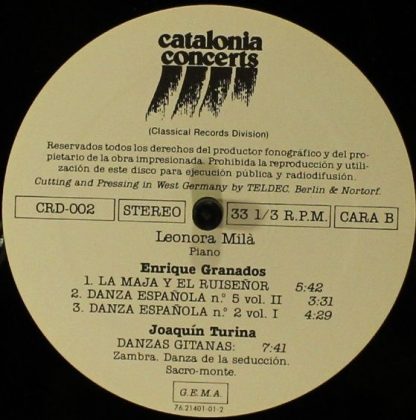 catalonia
concerts
(Classical Records Division)
Reservados todos los derechos del productor fonográfico y del pro-
pietario de la obra impresionada. Prohibida la reproducción y utili-
zación de este disco para ejecución pública y radiodifusión.
Cutting and Pressing in West Germany by TELDEC. Berlin & Nortorf.
CRD-002 STEREO 33 1/3 R.P.M. CARA B
Leonora Milà
Piano
Enrique Granados
1. LA MAJA Y EL RUISEÑOR 5:42
2. DANZA ESPAÑOLA n.º 5 vol. II 3:31
3. DANZA ESPAÑOLA n.º 2 vol. I 4:29
Joaquín Turina
DANZAS GITANAS: 7:41
Zambra. Danza de la seducción.
Sacro-monte.
G.E.M.A.
76.21401-01-2